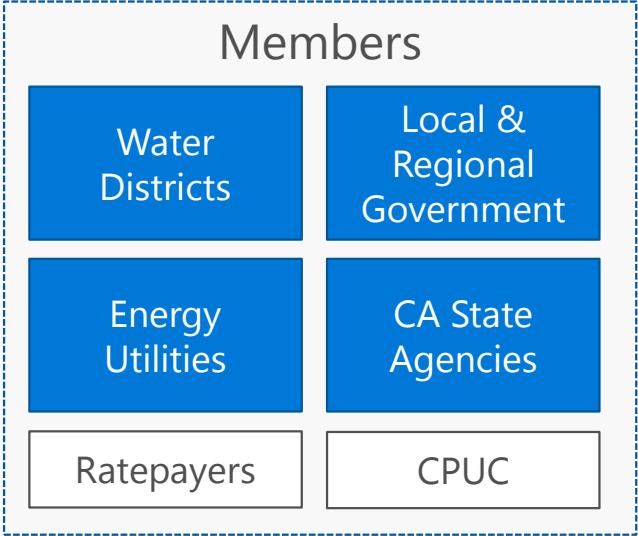 Members
Water
Districts
Local &
Regional
Government
Energy
Utilities
CA State
Agencies
Ratepayers
CPUC